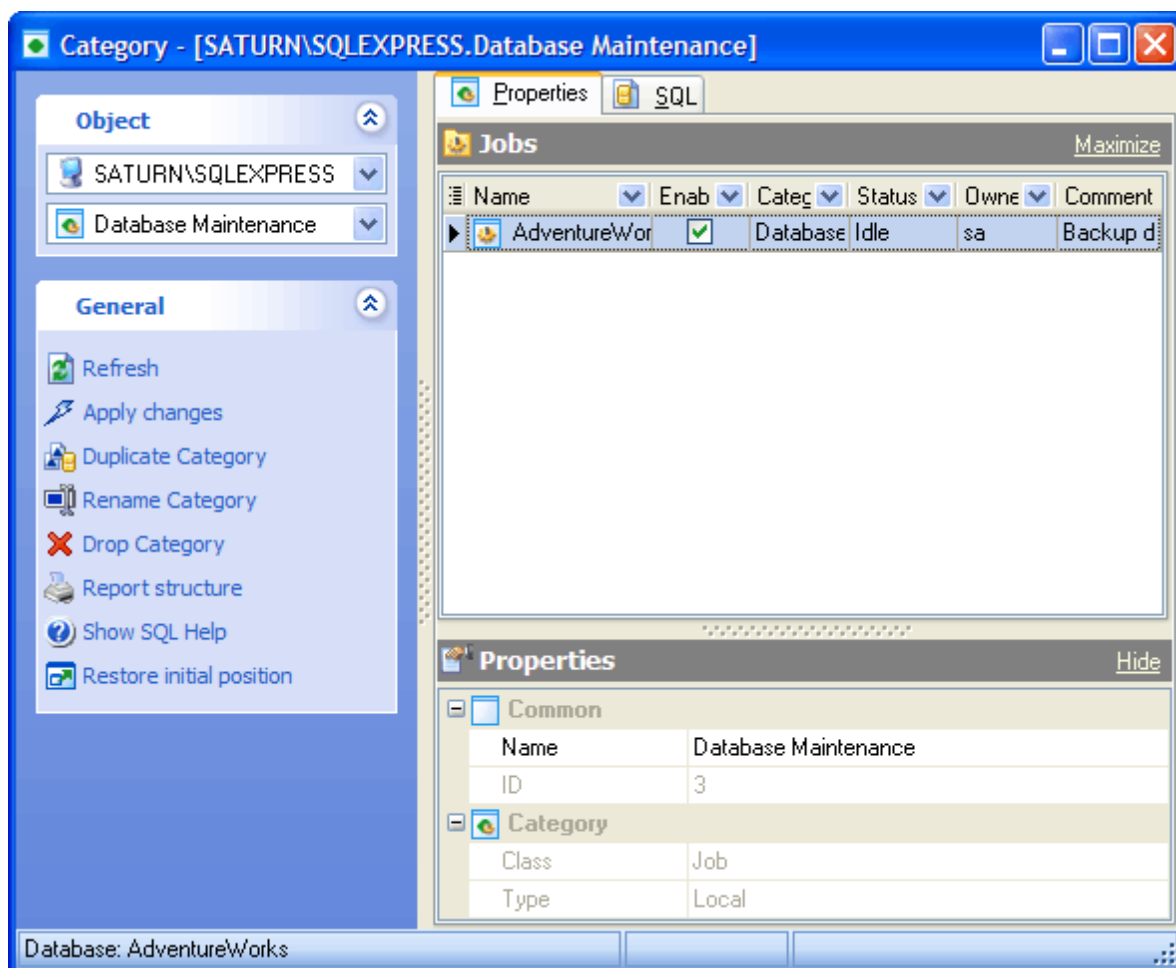 Category - [SATURN\SQLEXPRESS.Database Maintenance]
Object
SATURN\SQLEXPRESS
Database Maintenance
General
Refresh
Apply changes
Duplicate Category
Rename Category
Drop Category
Report structure
Show SQL Help
Restore initial position
Properties SQL
Jobs Maximize
Name Enab Categ Status Owne Comment
AdventureWor Database Idle sa Backup d
Properties Hide
Common
Name Database Maintenance
ID 3
Category
Class Job
Type Local
Database: AdventureWorks